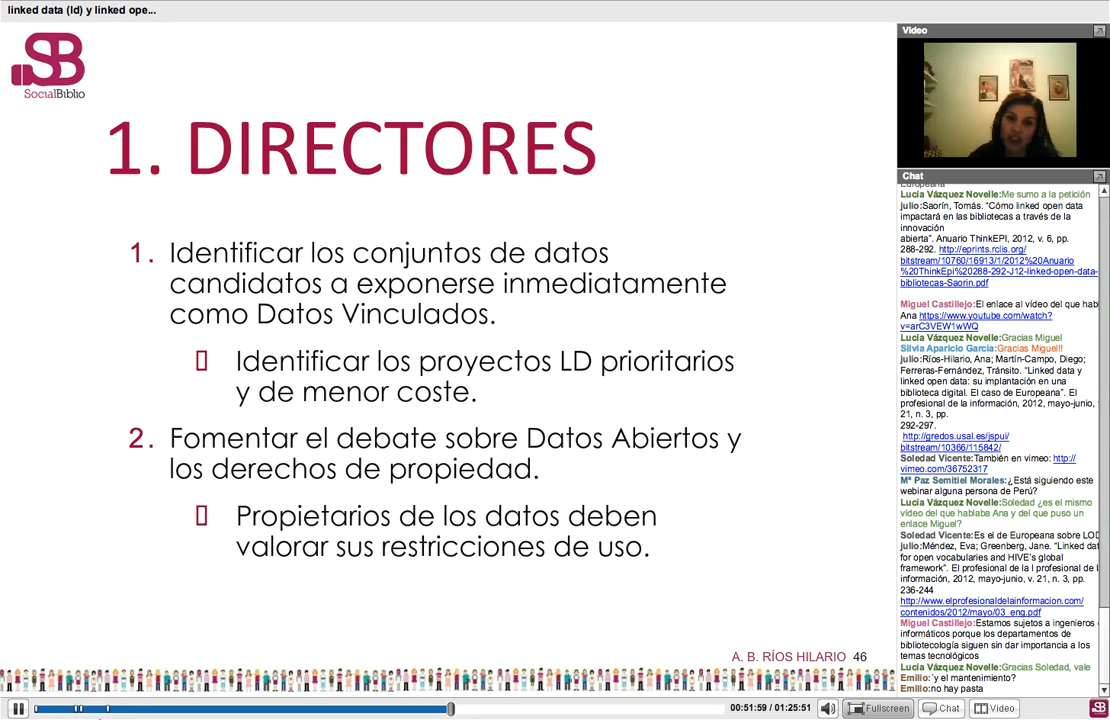 linked data (ld) y linked ope...
SB
SocialBiblio
1. DIRECTORES
1. Identificar los conjuntos de datos
candidatos a exponerse inmediatamente
como Datos Vinculados.
Identificar los proyectos LD prioritarios
y de menor coste.
2. Fomentar el debate sobre Datos Abiertos y
los derechos de propiedad.
Propietarios de los datos deben
valorar sus restricciones de uso.
A. B. RÍOS HILARIO 46
Video
Chat
Europeana
Lucía Vázquez Novelle:Me sumo a la petición
julio:Saorín, Tomás. "Cómo linked open data
impactará en las bibliotecas a través de la
innovación
abierta". Anuario ThinkEPI, 2012, v. 6, pp.
288-292. http://eprints.rclis.org/
bitstream/10760/16913/1/2012%20Anuario
%20ThinkEpi%20288-292-J12-linked-open-data-
bibliotecas-Saorin.pdf
Miguel Castillejo:El enlace al vídeo del que hab
Ana https://www.youtube.com/watch?
v=arC3VEW1wWQ
Lucía Vázquez Novelle:Gracias Miguel
Silvia Aparicio García:Gracias Miguel!!
julio:Ríos-Hilario, Ana; Martín-Campo, Diego;
Ferreras-Fernández, Tránsito. "Linked data y
linked open data: su implantación en una
biblioteca digital. El caso de Europeana". El
profesional de la información, 2012, mayo-junio, v
21, n. 3, pp.
292-297.
http://gredos.usal.es/jspui/
bitstream/10366/115842/
Soledad Vicente:También en vimeo: http://
vimeo.com/36752317
Mª Paz Semitiel Morales:¿Está siguiendo este
webinar alguna persona de Perú?
Lucía Vázquez Novelle:Soledad ¿es el mismo
vídeo del que hablaba Ana y del que puso un
enlace Miguel?
Soledad Vicente:Es el de Europeana sobre LOD
julio:Méndez, Eva; Greenberg, Jane. "Linked dat
for open vocabularies and HIVE's global
framework". El profesional de la l profesional de l
información, 2012, mayo-junio, v. 21, n. 3, pp.
236-244
http://www.elprofesionaldelainformacion.com/
contenidos/2012/mayo/03_eng.pdf
Miguel Castillejo:Estamos sujetos a ingenieros
informáticos porque los departamentos de
bibliotecología siguen sin dar importancia a los
temas tecnológicos
Lucía Vázquez Novelle:Gracias Soledad, vale
Emilio:´y el mantenimiento?
Emilio:no hay pasta
00:51:59 / 01:25:51
Fullscreen
Chat
Video
SB